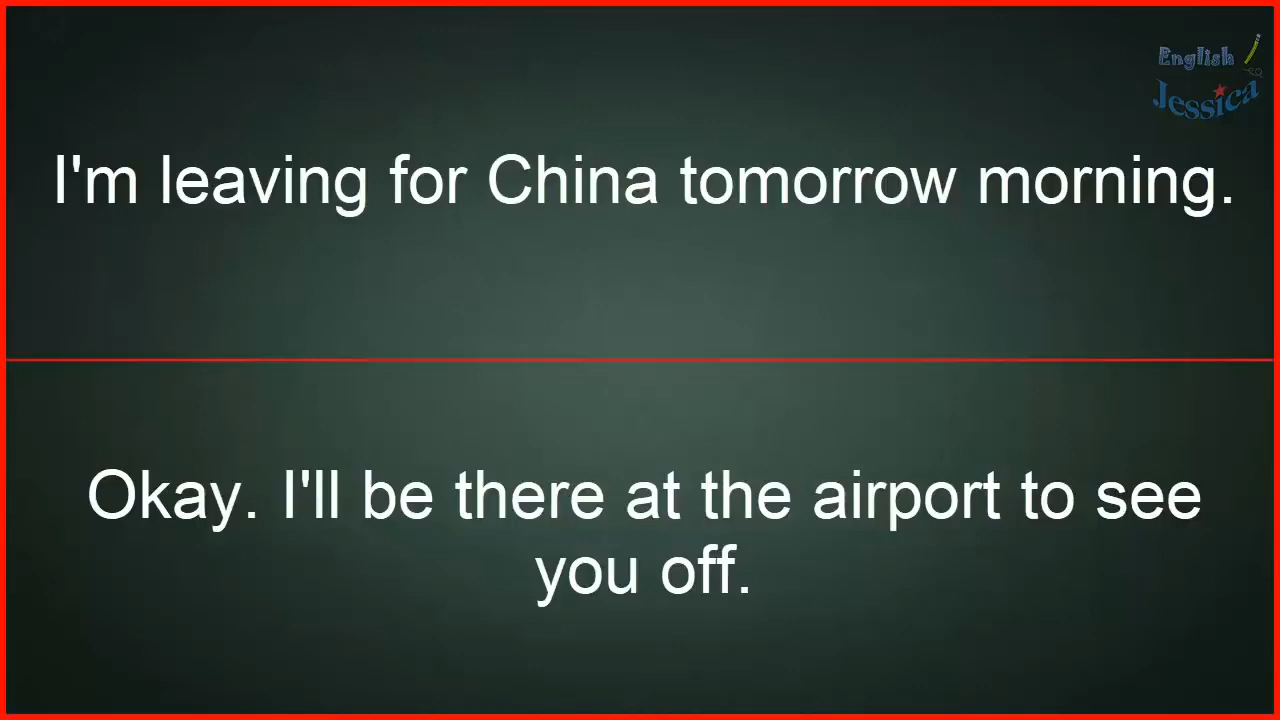 English
Jessica
I'm leaving for China tomorrow morning.
Okay. I'll be there at the airport to see
you off.